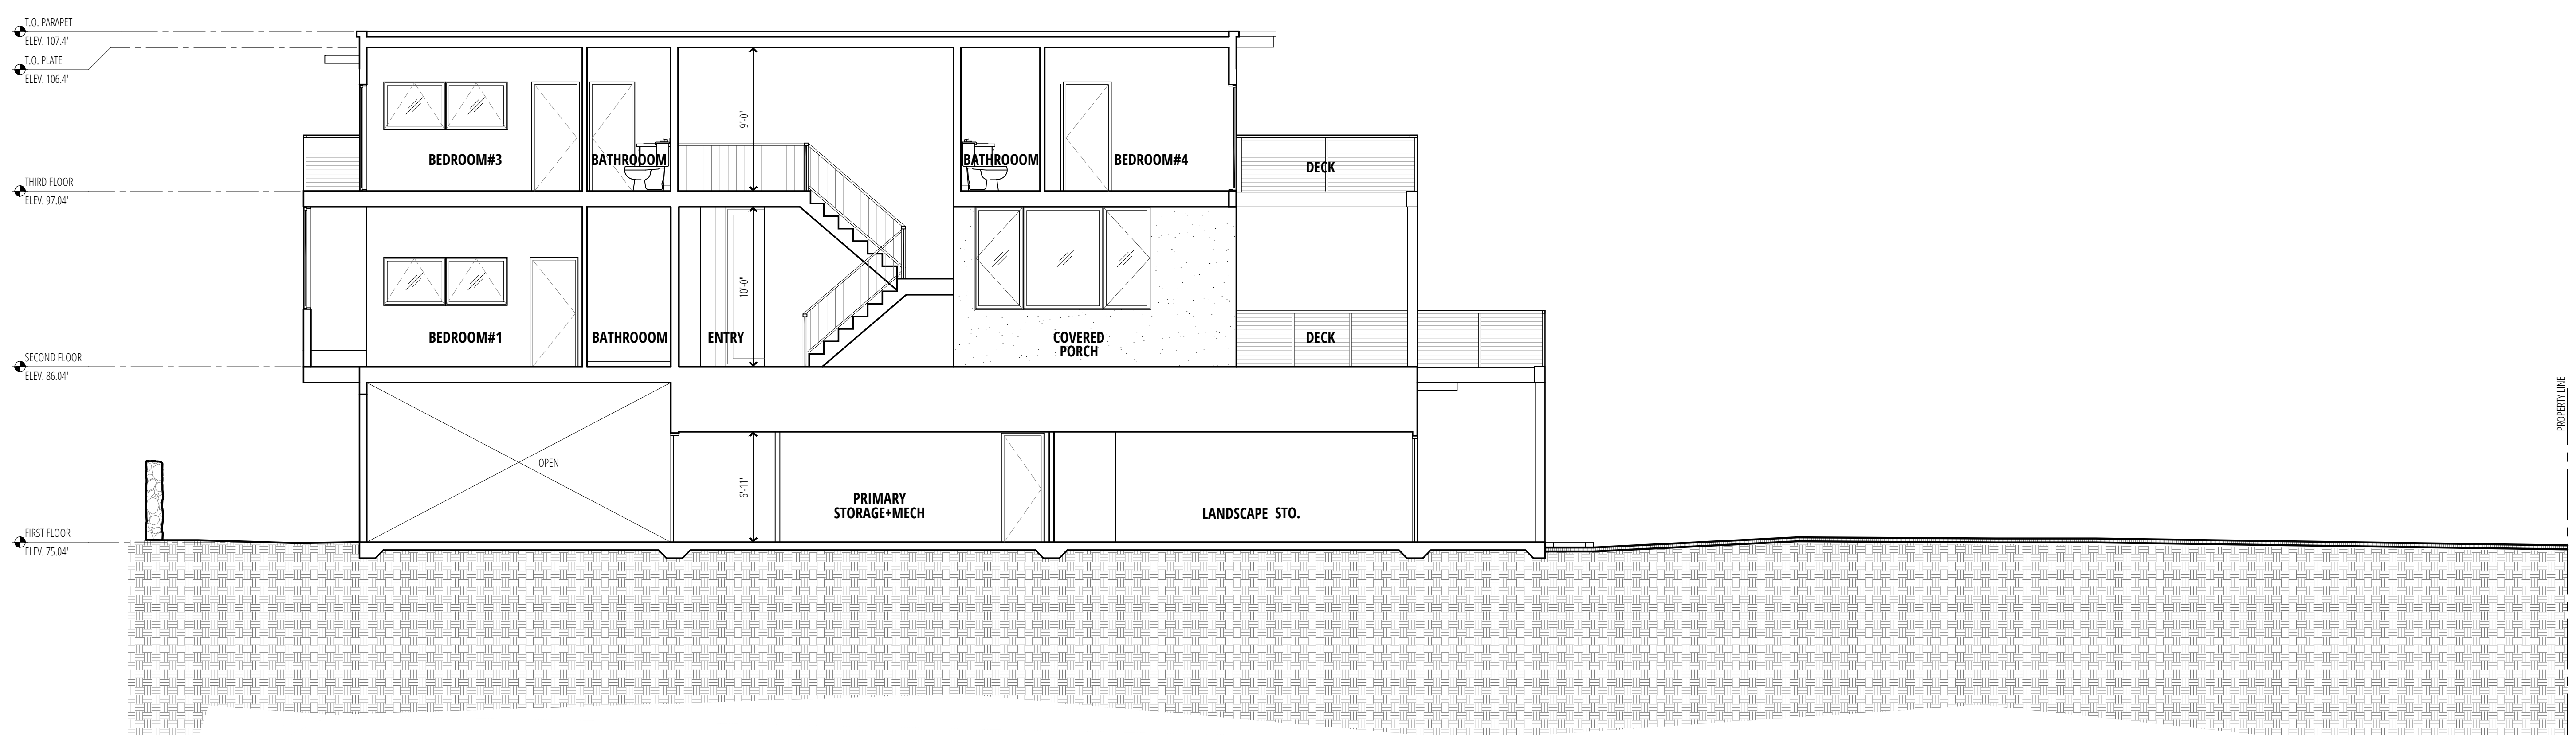 T.O. PARAPET
ELEV. 107.4'
T.O. PLATE
ELEV. 106.4'
9'-0"
BEDROOM#3
BATHROOOM
BATHROOOM
BEDROOM#4
DECK
THIRD FLOOR
ELEV. 97.04'
10'-0"
BEDROOM#1
BATHROOOM
ENTRY
COVERED
PORCH
DECK
SECOND FLOOR
ELEV. 86.04'
PROPERTY LINE
OPEN
6'-11"
PRIMARY
STORAGE+MECH
LANDSCAPE STO.
FIRST FLOOR
ELEV. 75.04'